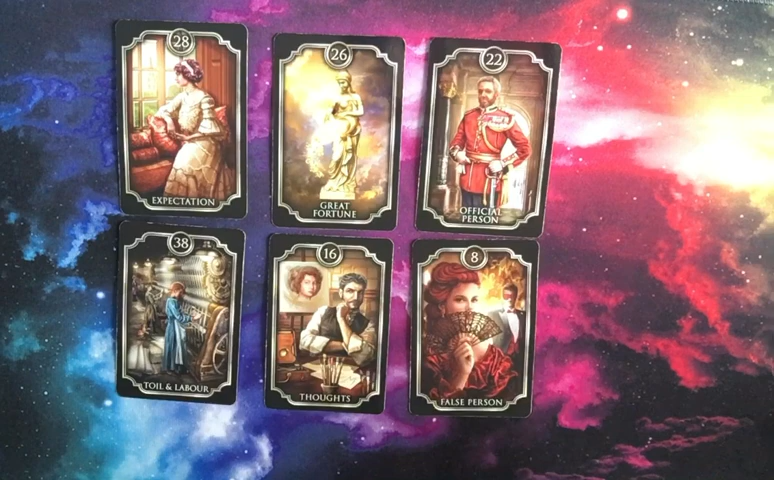 28
EXPECTATION
26
GREAT
FORTUNE
22
OFFICIAL
PERSON
38
TOIL & LABOUR
16
THOUGHTS
8
FALSE PERSON